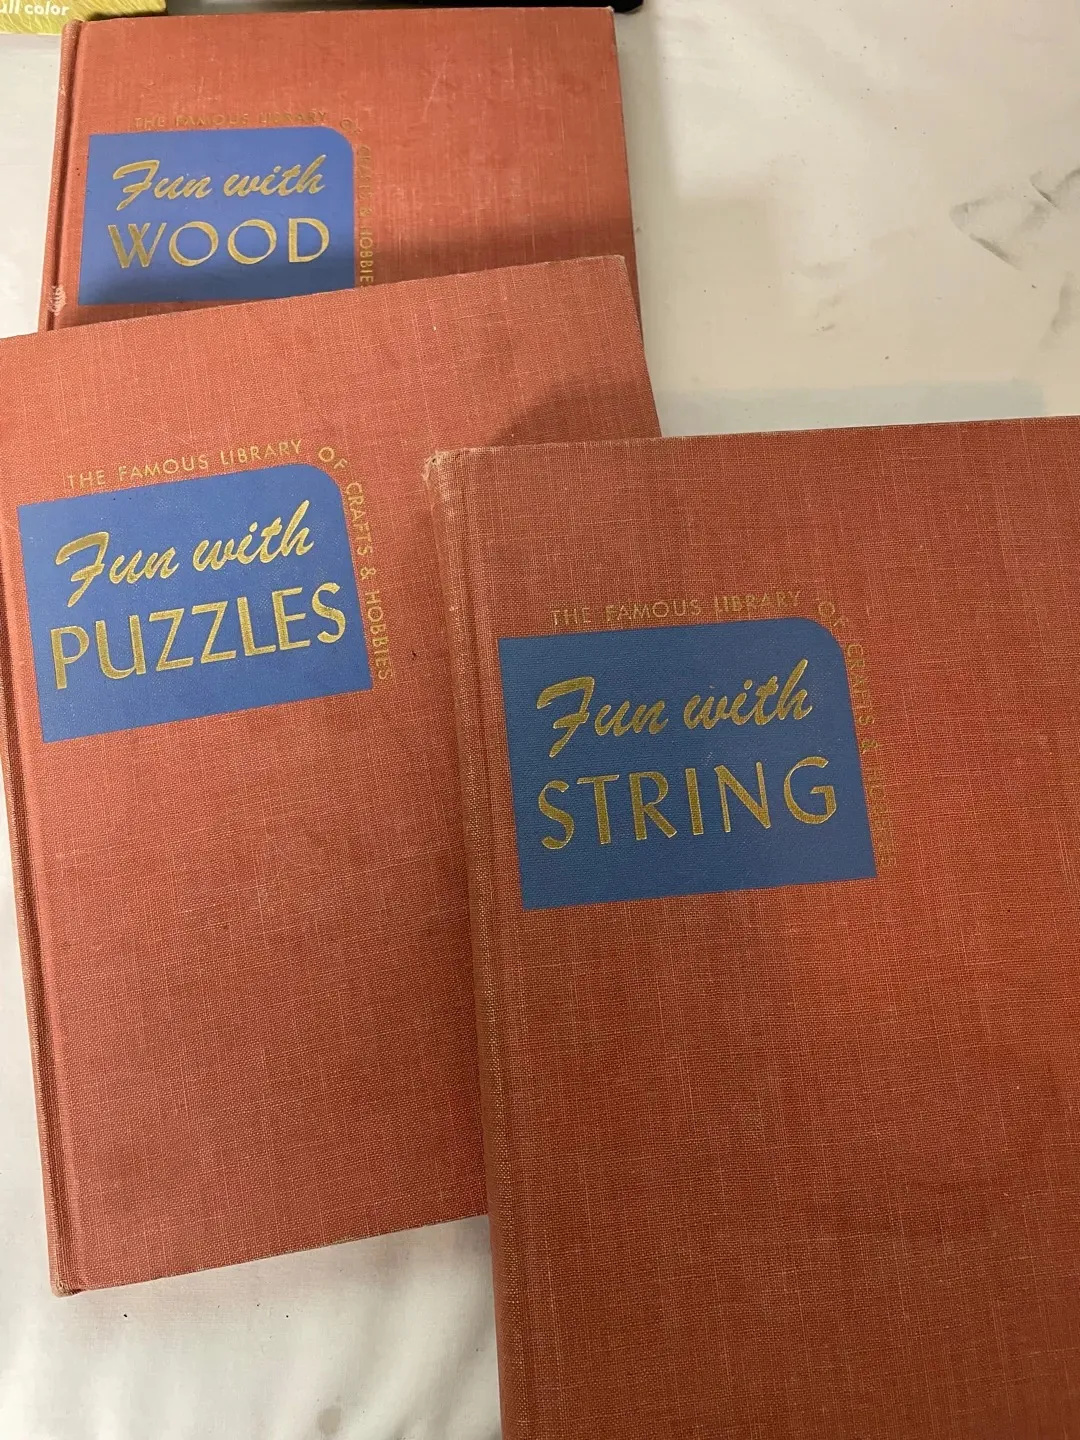 ull color
THE FAMOUS LIBRARY OF CRAFTS & HOBBIES
Fun with
WOOD
THE FAMOUS LIBRARY OF CRAFTS & HOBBIES
Fun with
PUZZLES
THE FAMOUS LIBRARY OF CRAFTS & HOBBIES
Fun with
STRING